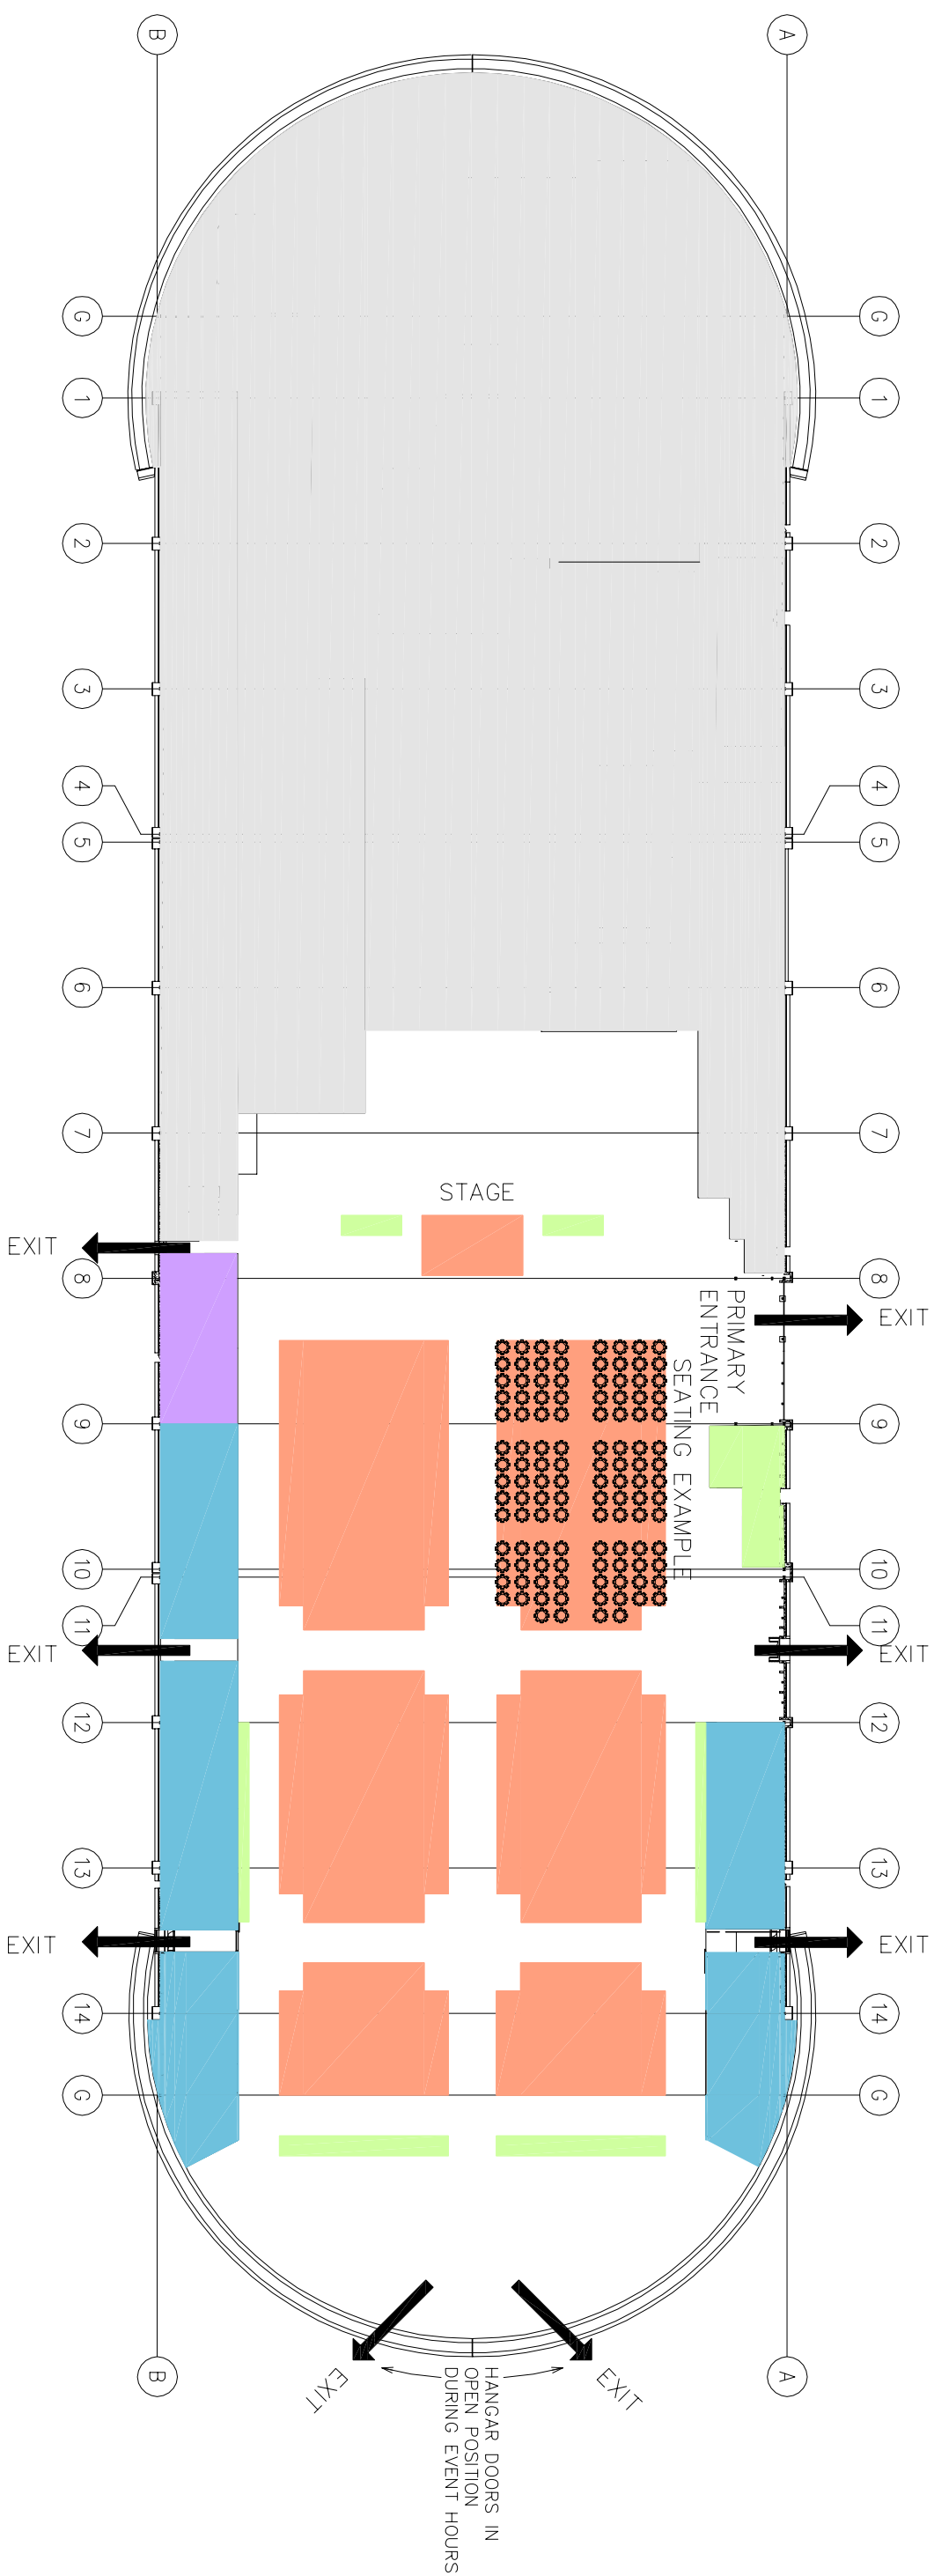 B
A
G
G
1
1
2
2
3
3
4
4
5
5
6
6
7
7
STAGE
EXIT
8
8
PRIMARY
ENTRANCE
EXIT
SEATING EXAMPLE
9
9
10
10
11
11
EXIT
EXIT
12
12
13
13
EXIT
EXIT
14
14
G
G
B
A
EXIT
EXIT
HANGAR DOORS IN
OPEN POSITION
DURING EVENT HOURS